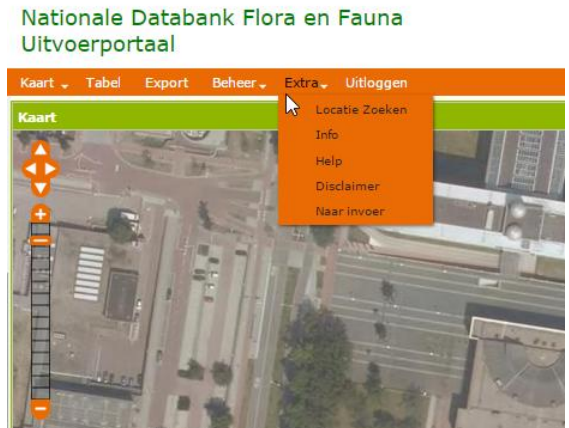 Nationale Databank Flora en Fauna
Uitvoerportaal
Kaart Tabel Export Beheer Extra Uitloggen
Kaart
Locatie Zoeken
Info
Help
Disclaimer
Naar invoer